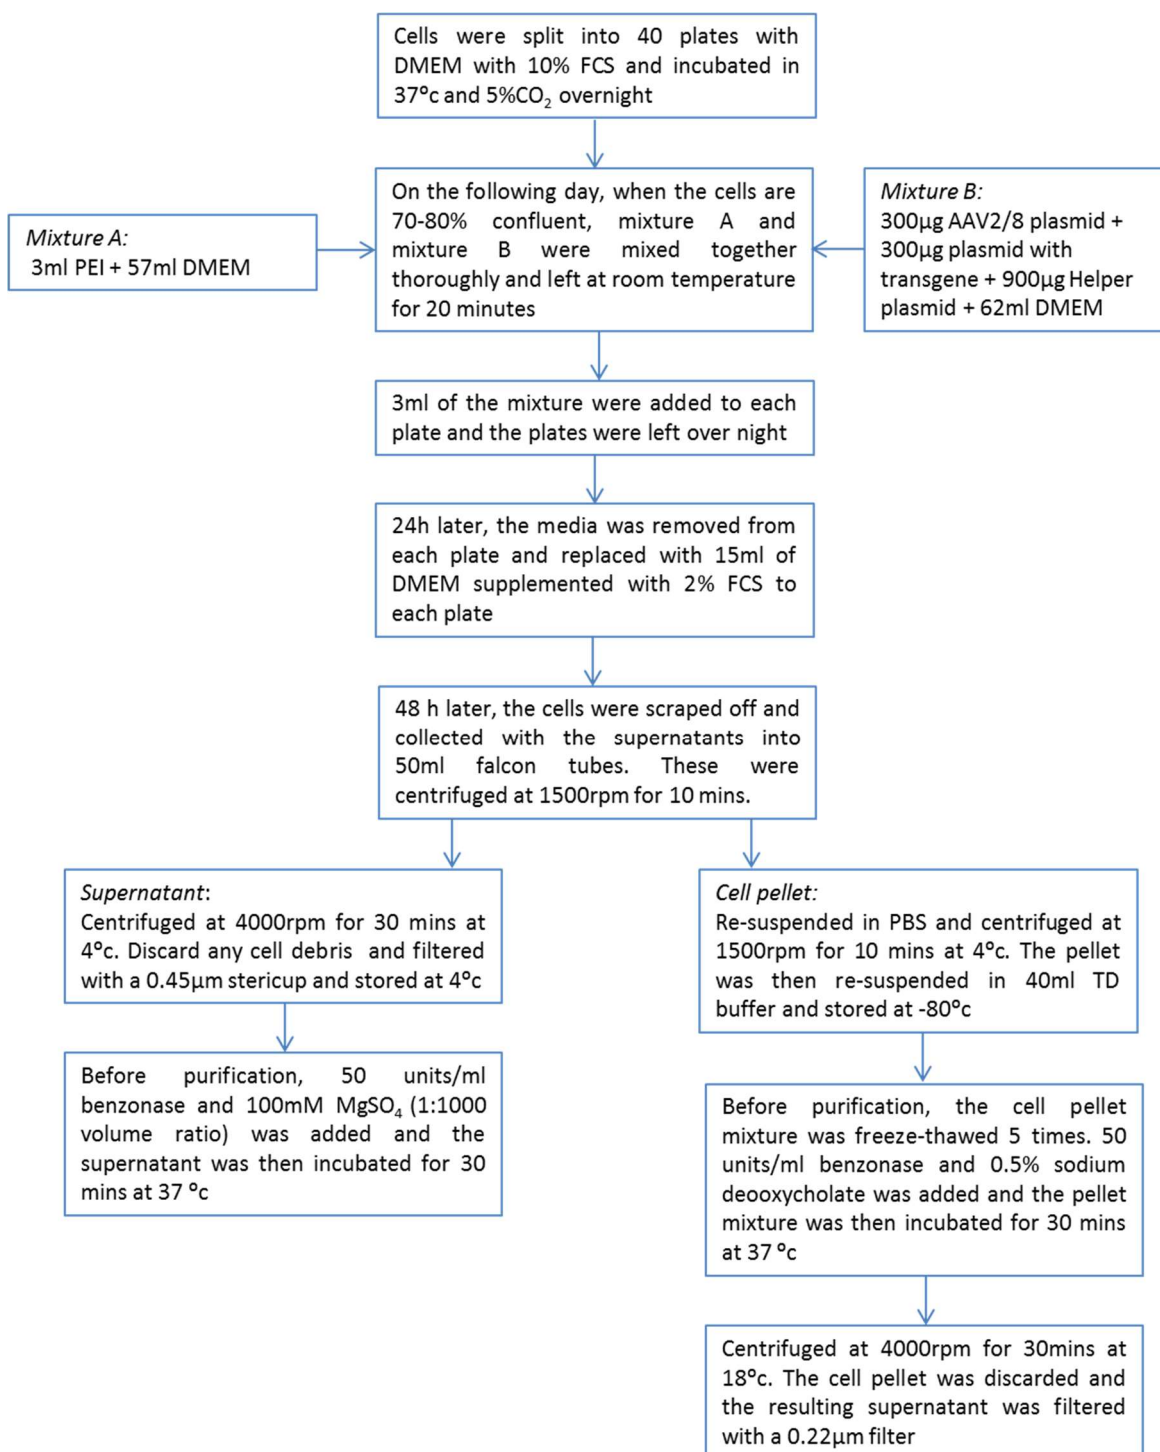 Cells were split into 40 plates with
DMEM with 10% FCS and incubated in
37°c and 5%CO₂ overnight
Mixture A:
3ml PEI + 57ml DMEM
On the following day, when the cells are
70-80% confluent, mixture A and
mixture B were mixed together
thoroughly and left at room temperature
for 20 minutes
Mixture B:
300µg AAV2/8 plasmid +
300µg plasmid with
transgene + 900µg Helper
plasmid + 62ml DMEM
3ml of the mixture were added to each
plate and the plates were left over night
24h later, the media was removed from
each plate and replaced with 15ml of
DMEM supplemented with 2% FCS to
each plate
48 h later, the cells were scraped off and
collected with the supernatants into
50ml falcon tubes. These were
centrifuged at 1500rpm for 10 mins.
Supernatant:
Centrifuged at 4000rpm for 30 mins at
4°c. Discard any cell debris and filtered
with a 0.45µm stericup and stored at 4°c
Before purification, 50 units/ml
benzonase and 100mM MgSO₄ (1:1000
volume ratio) was added and the
supernatant was then incubated for 30
mins at 37 °c
Cell pellet:
Re-suspended in PBS and centrifuged at
1500rpm for 10 mins at 4°c. The pellet
was then re-suspended in 40ml TD
buffer and stored at -80°c
Before purification, the cell pellet
mixture was freeze-thawed 5 times. 50
units/ml benzonase and 0.5% sodium
deooxycholate was added and the pellet
mixture was then incubated for 30 mins
at 37 °c
Centrifuged at 4000rpm for 30mins at
18°c. The cell pellet was discarded and
the resulting supernatant was filtered
with a 0.22µm filter